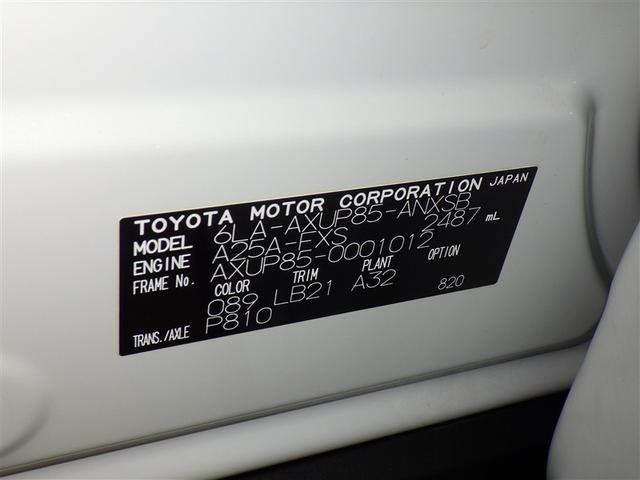 TOYOTA MOTOR CORPORATION JAPAN
MODEL 6LA-AXUP85-ANXSB
ENGINE A25A-FXS 2487 mL
FRAME No. AXUP85-0001012
COLOR TRIM PLANT OPTION
089 LB21 A32 820
TRANS./AXLE P810